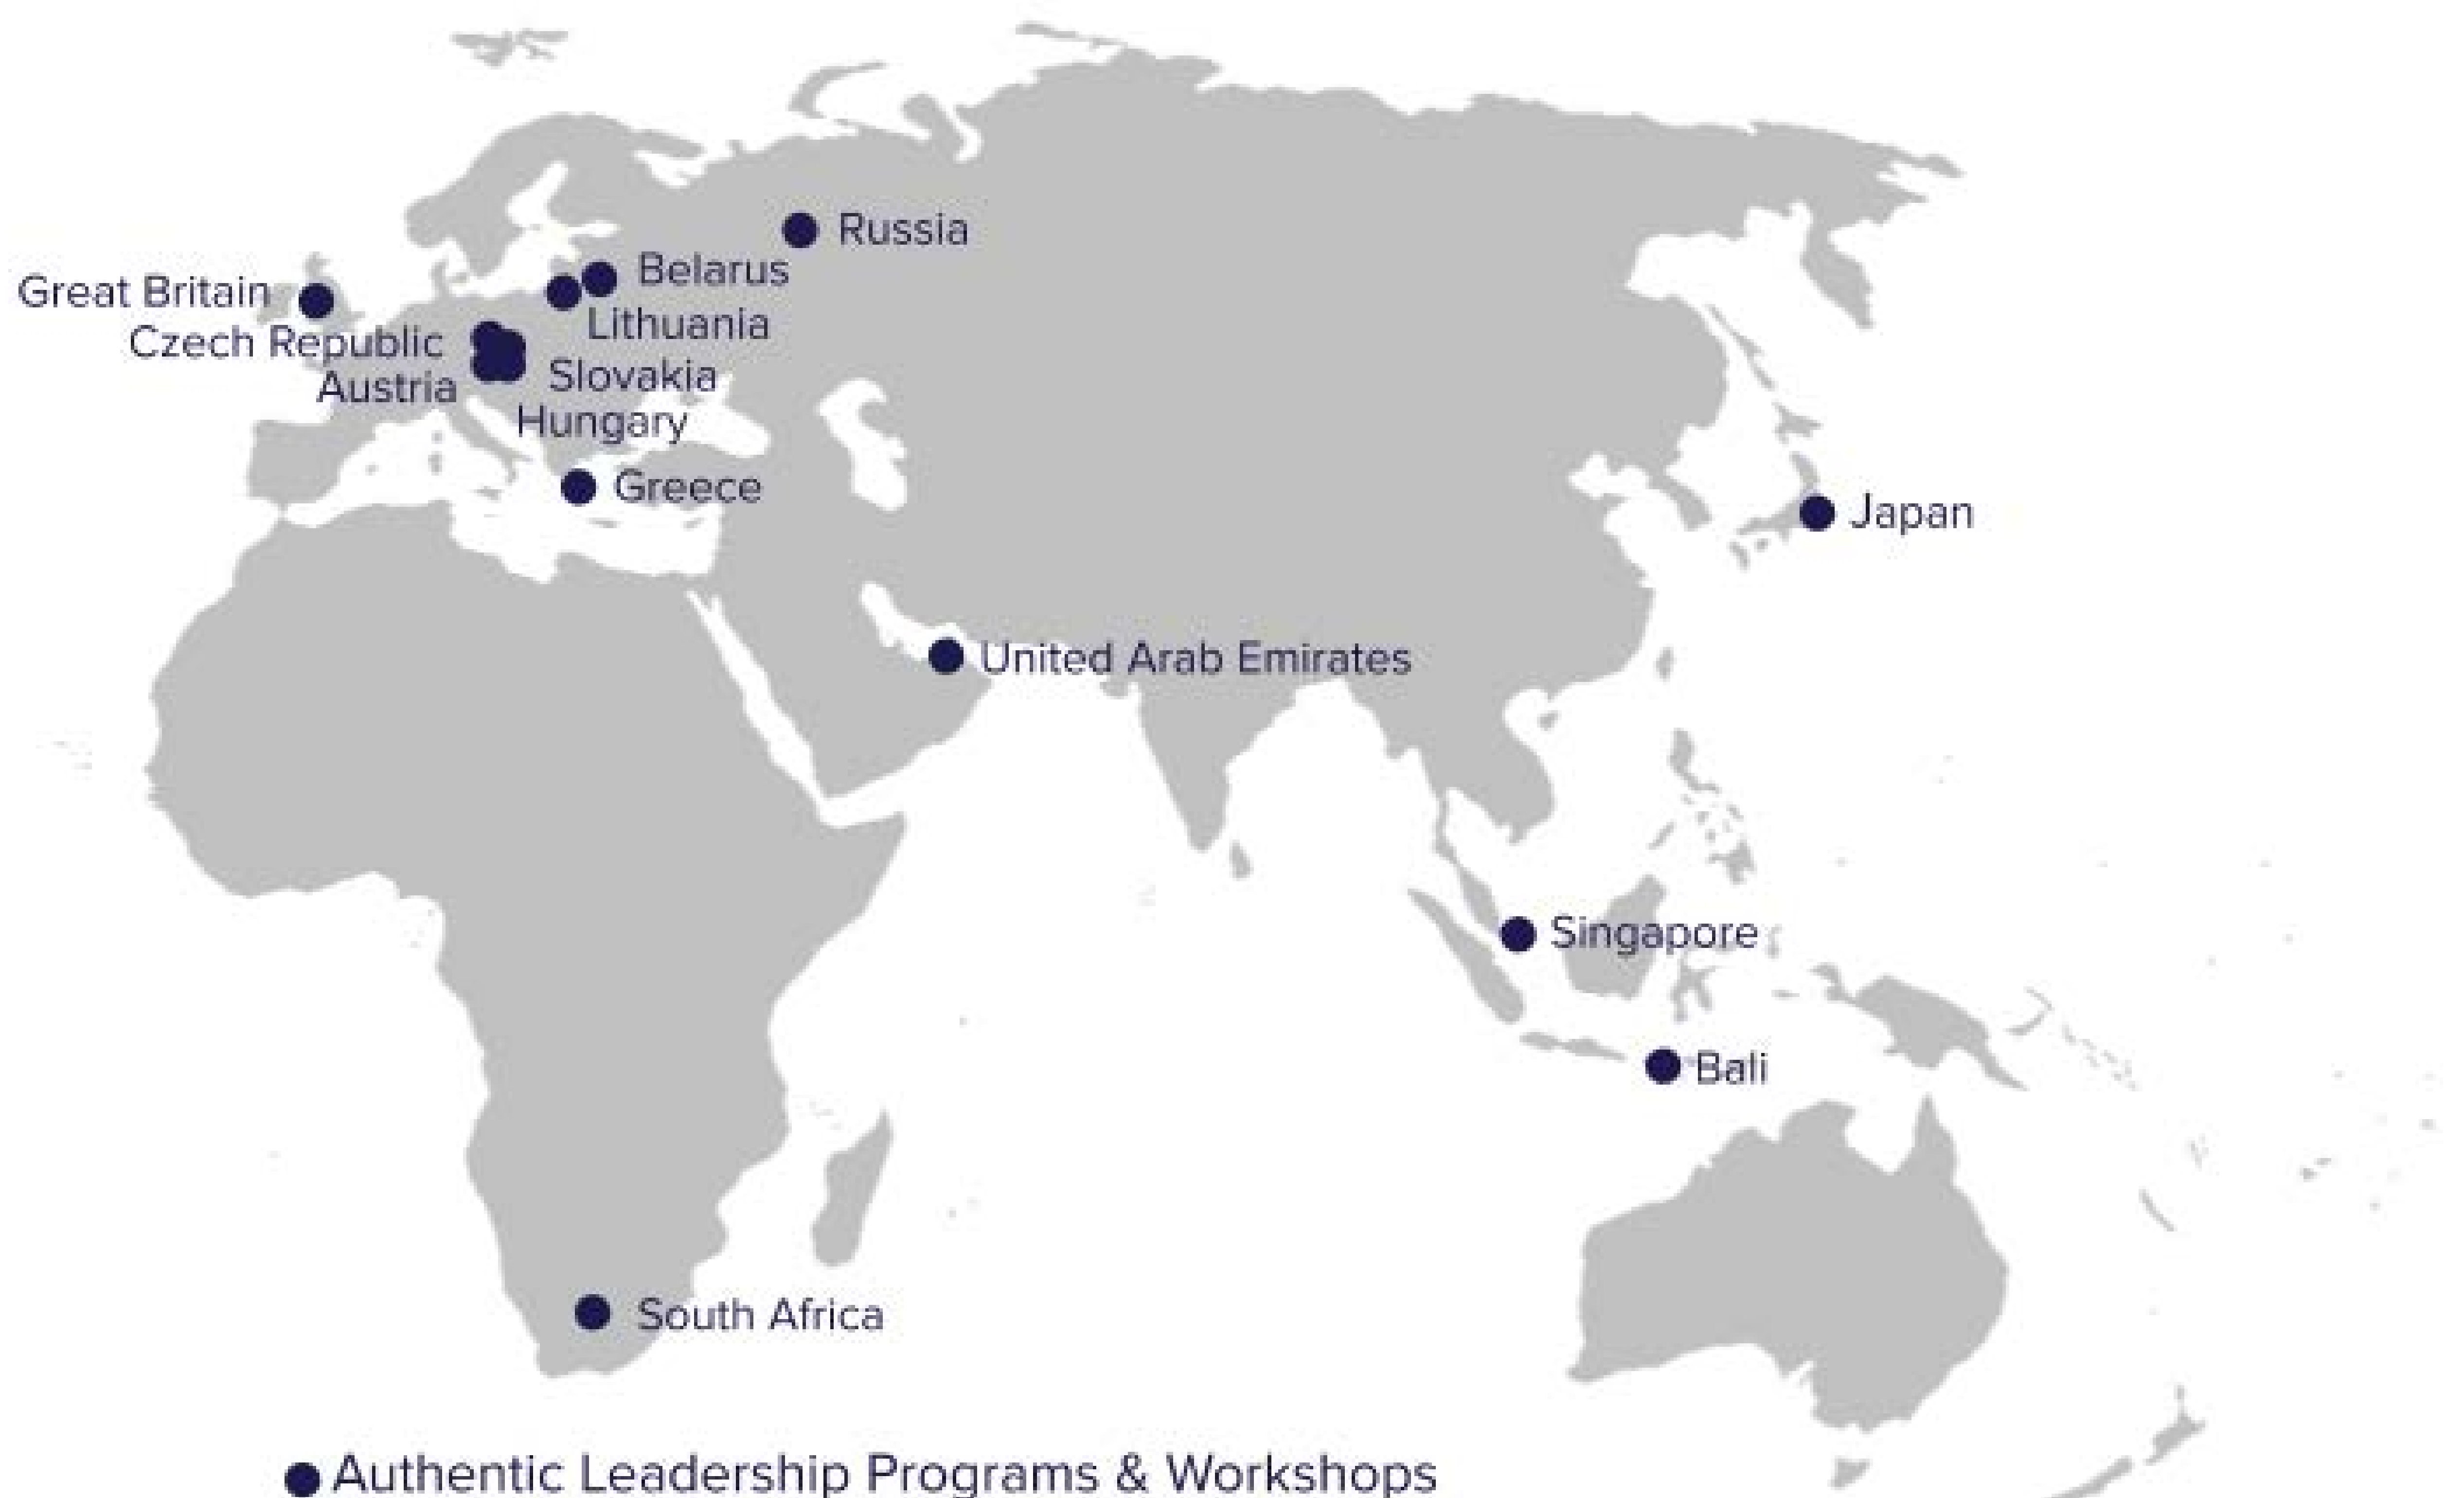 Russia
Belarus
Great Britain
Lithuania
Czech Republic
Slovakia
Austria
Hungary
Greece
Japan
United Arab Emirates
Singapore
Bali
South Africa
Authentic Leadership Programs & Workshops